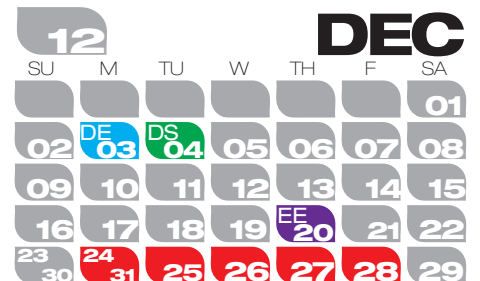 12 DEC
SU M TU W TH F SA
01
02 DE 03 DS 04 05 06 07 08
09 10 11 12 13 14 15
16 17 18 19 EE 20 21 22
23 30 24 31 25 26 27 28 29